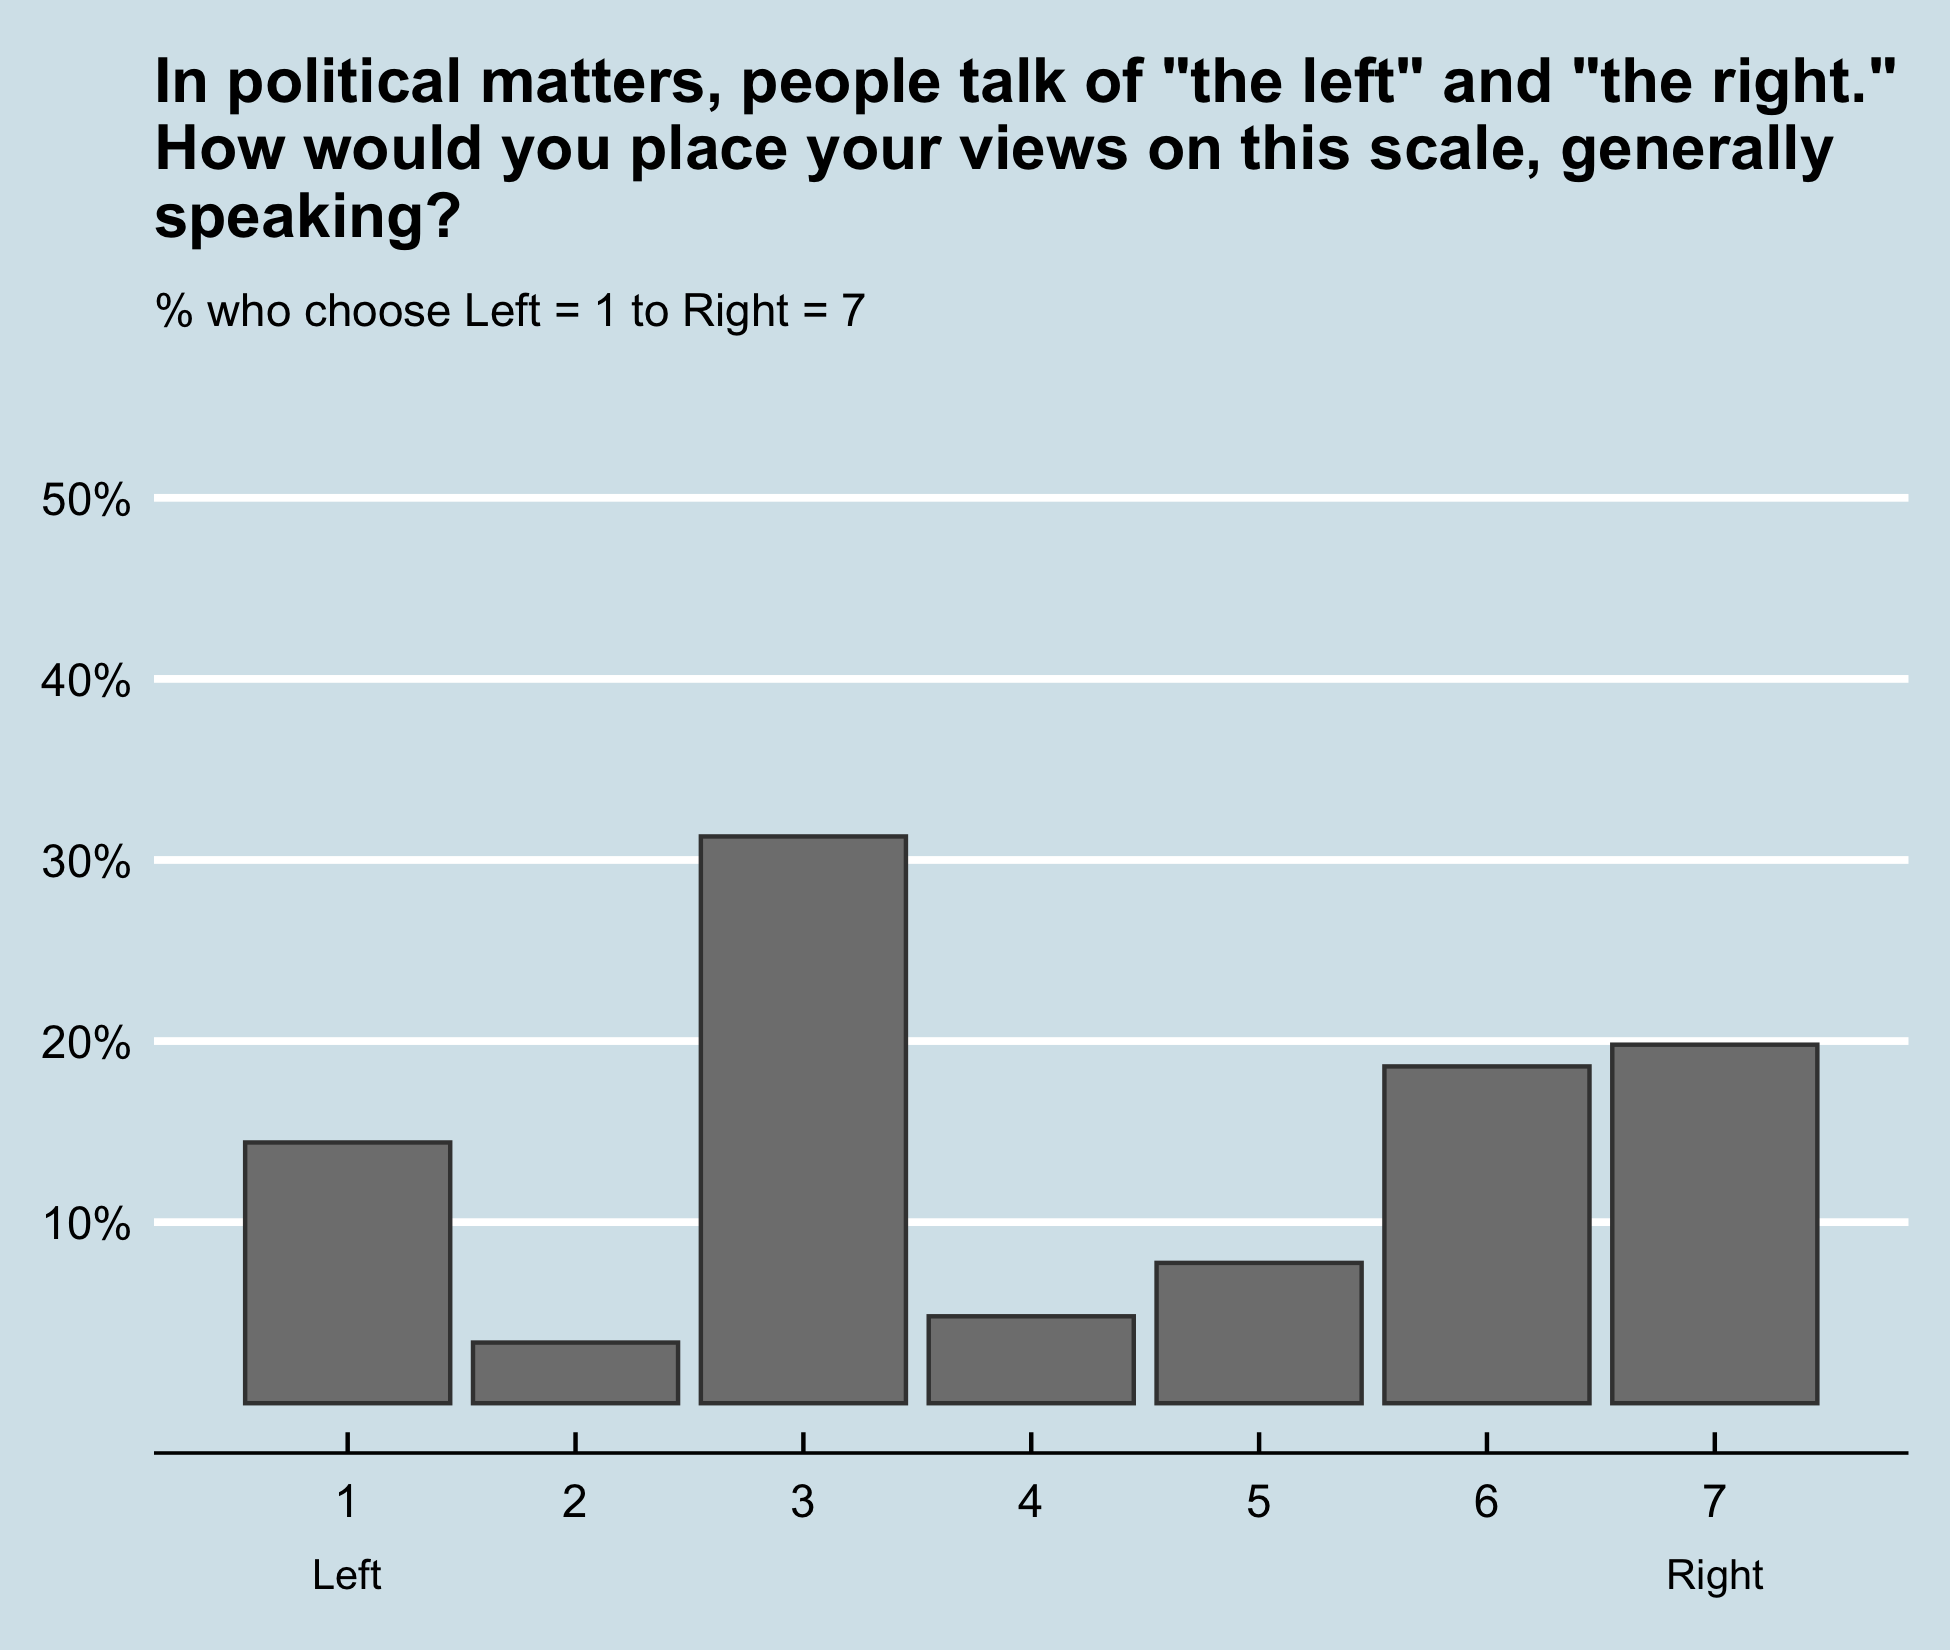 In political matters, people talk of "the left" and "the right."
How would you place your views on this scale, generally
speaking?
% who choose Left = 1 to Right = 7
50%
40%
30%
20%
10%
1 2 3 4 5 6 7
Left Right